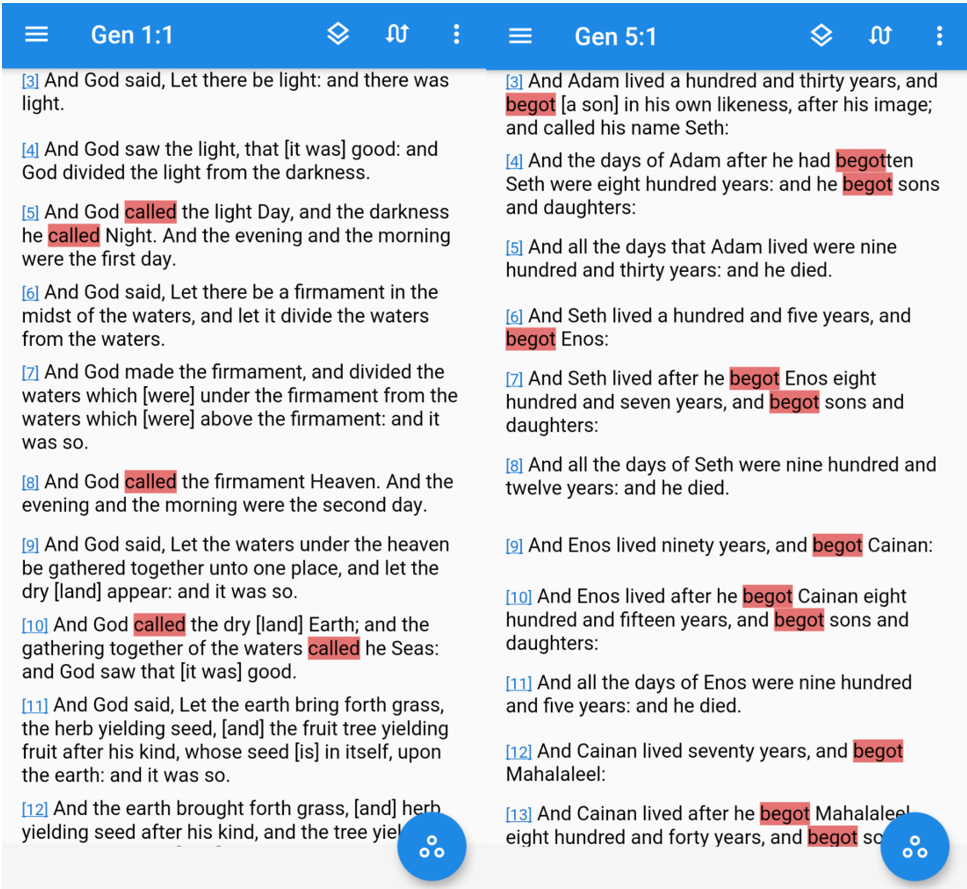 Gen 1:1
[3] And God said, Let there be light: and there was
light.
[4] And God saw the light, that [it was] good: and
God divided the light from the darkness.
[5] And God called the light Day, and the darkness
he called Night. And the evening and the morning
were the first day.
[6] And God said, Let there be a firmament in the
midst of the waters, and let it divide the waters
from the waters.
[7] And God made the firmament, and divided the
waters which [were] under the firmament from the
waters which [were] above the firmament: and it
was so.
[8] And God called the firmament Heaven. And the
evening and the morning were the second day.
[9] And God said, Let the waters under the heaven
be gathered together unto one place, and let the
dry [land] appear: and it was so.
[10] And God called the dry [land] Earth; and the
gathering together of the waters called he Seas:
and God saw that [it was] good.
[11] And God said, Let the earth bring forth grass,
the herb yielding seed, [and] the fruit tree yielding
fruit after his kind, whose seed [is] in itself, upon
the earth: and it was so.
[12] And the earth brought forth grass, [and] herb
yielding seed after his kind, and the tree
Gen 5:1
[3] And Adam lived a hundred and thirty years, and
begot [a son] in his own likeness, after his image;
and called his name Seth:
[4] And the days of Adam after he had begotten
Seth were eight hundred years: and he begot sons
and daughters:
[5] And all the days that Adam lived were nine
hundred and thirty years: and he died.
[6] And Seth lived a hundred and five years, and
begot Enos:
[7] And Seth lived after he begot Enos eight
hundred and seven years, and begot sons and
daughters:
[8] And all the days of Seth were nine hundred and
twelve years: and he died.
[9] And Enos lived ninety years, and begot Cainan:
[10] And Enos lived after he begot Cainan eight
hundred and fifteen years, and begot sons and
daughters:
[11] And all the days of Enos were nine hundred
and five years: and he died.
[12] And Cainan lived seventy years, and begot
Mahalaleel:
[13] And Cainan lived after he begot Mahalaleel
eight hundred and forty years, and begot